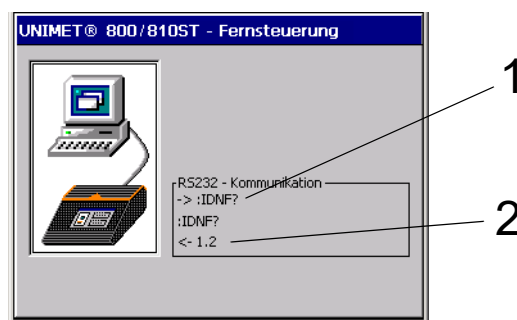 UNIMET® 800/810ST - Fernsteuerung
RS232 - Kommunikation
-> :IDNF?
:IDNF?
<- 1.2
1
2